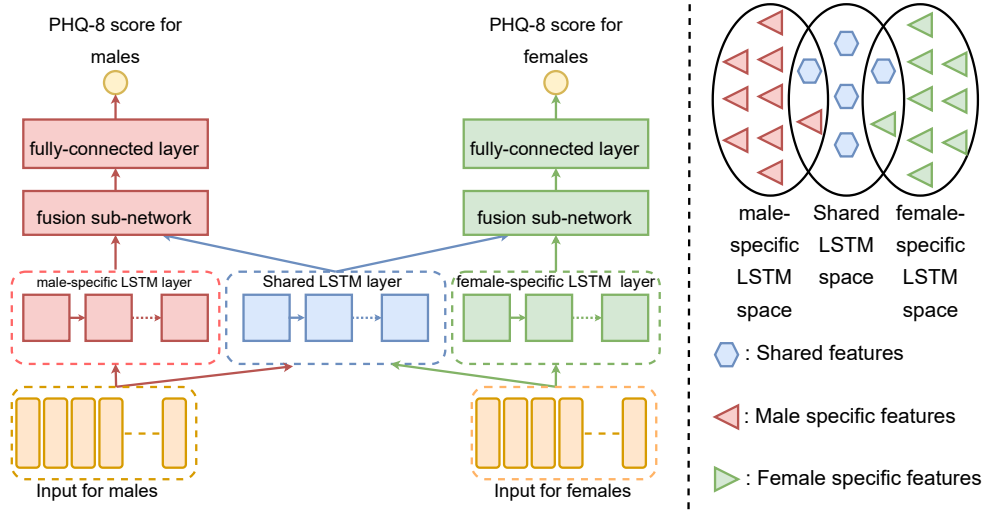 PHQ-8 score for
males
PHQ-8 score for
females
fully-connected layer
fully-connected layer
fusion sub-network
fusion sub-network
male-specific LSTM layer
Shared LSTM layer
female-specific LSTM layer
Input for males
Input for females
male-
specific
LSTM
space
Shared
LSTM
space
female-
specific
LSTM
space
: Shared features
: Male specific features
: Female specific features